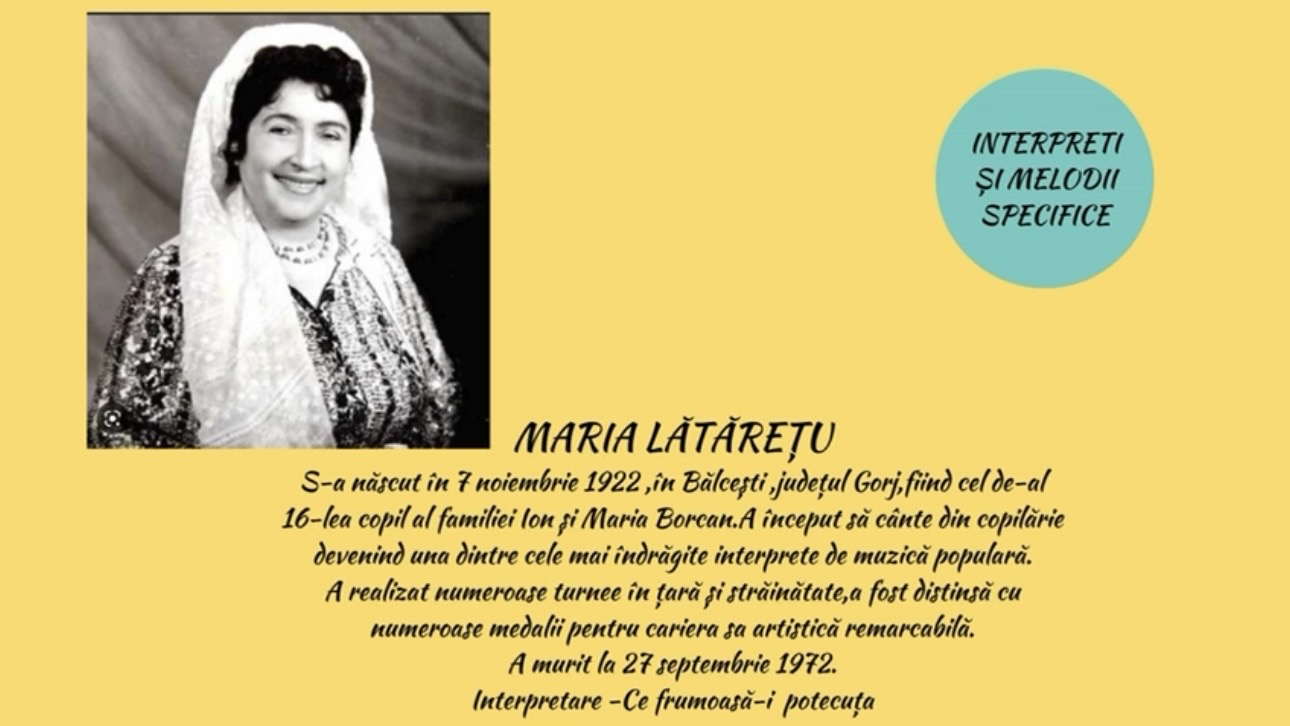 INTERPRETI
ȘI MELODII
SPECIFICE
MARIA LĂTĂREȚU
S-a născut în 7 noiembrie 1922 ,în Bălcești ,județul Gorj,fiind cel de-al
16-lea copil al familiei Ion și Maria Borcan.A început să cânte din copilărie
devenind una dintre cele mai îndrăgite interprete de muzică populară.
A realizat numeroase turnee în țară și străinătate,a fost distinsă cu
numeroase medalii pentru cariera sa artistică remarcabilă.
A murit la 27 septembrie 1972.
Interpretare -Ce frumoasă-i potecuța